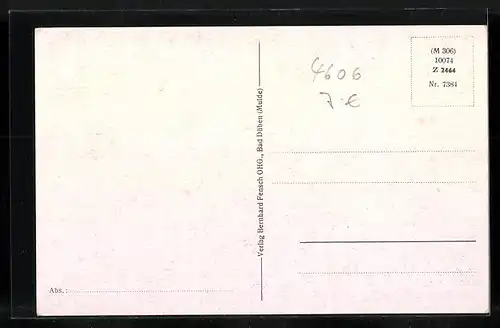 (M 306)
10074
Z 2464
Nr. 7384
4606
7.€
Verlag Bernhard Fensch OHG., Bad Düben (Mulde)
Abs.: